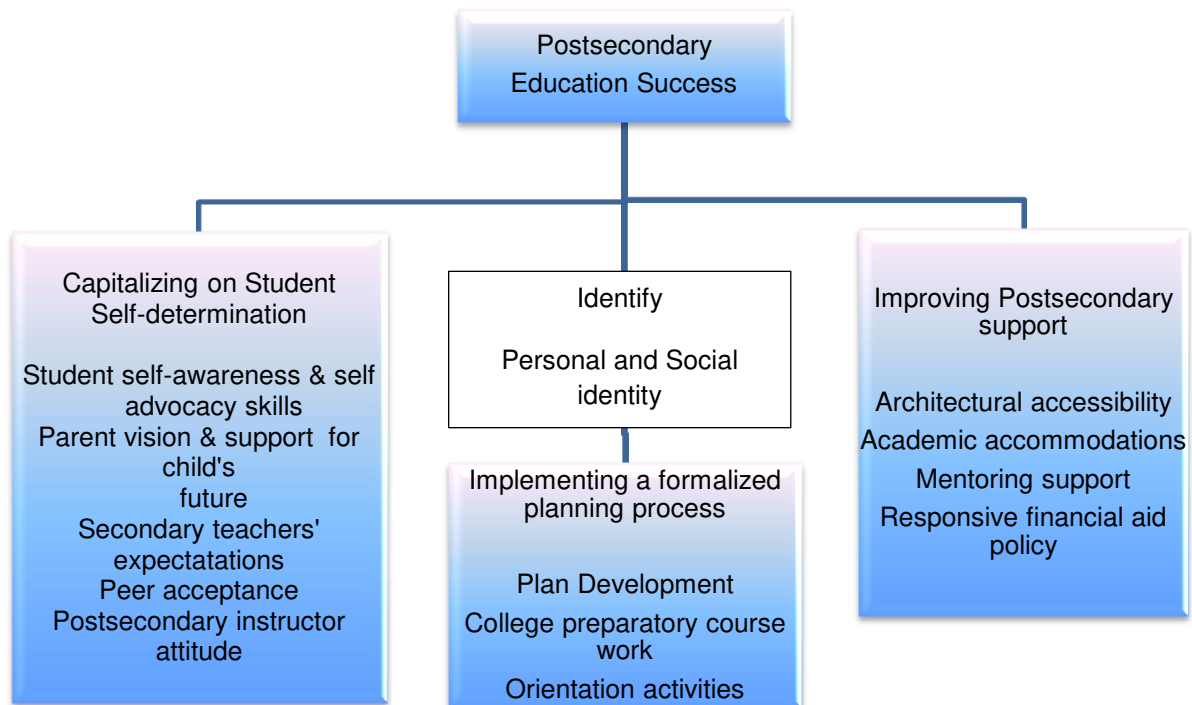 Postsecondary
Education Success
Capitalizing on Student
Self-determination
Student self-awareness & self
advocacy skills
Parent vision & support for
child's
future
Secondary teachers'
expectatations
Peer acceptance
Postsecondary instructor
attitude
Identify
Personal and Social
identity
Implementing a formalized
planning process
Plan Development
College preparatory course
work
Orientation activities
Improving Postsecondary
support
Architectural accessibility
Academic accommodations
Mentoring support
Responsive financial aid
policy